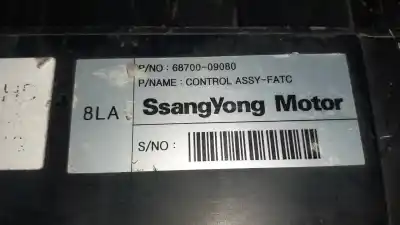 P/NO : 68700-09080
P/NAME : CONTROL ASSY-FATC
8LA
SsangYong Motor
S/NO :